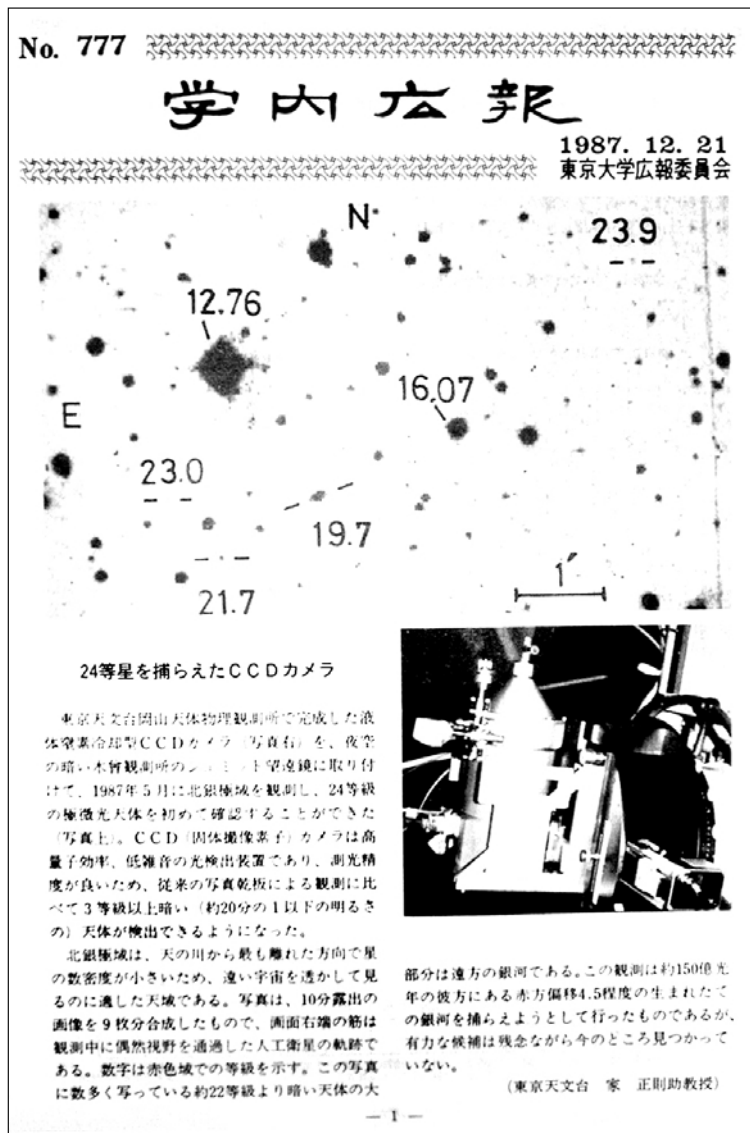 No. 777
学内広報
1987. 12. 21
東京大学広報委員会
N
23.9
12.76
16.07
E
23.0
19.7
21.7
1′
24等星を捕らえたCCDカメラ
東京天文台岡山天体物理観測所で完成した液
体窒素冷却型CCDカメラ(写真右)を、夜空
の暗い木曽観測所のシュミット望遠鏡に取り付
けて、1987年5月に北銀極域を観測し、24等級
の極微光天体を初めて確認することができた
(写真上)。CCD(固体撮像素子)カメラは高
量子効率、低雑音の光検出装置であり、測光精
度が良いため、従来の写真乾板による観測に比
べて3等級以上暗い(約20分の1以下の明るさ
の)天体が検出できるようになった。
北銀極域は、天の川から最も離れた方向で星
の数密度が小さいため、遠い宇宙を透かして見
るのに適した天域である。写真は、10分露出の
画像を9枚分合成したもので、画面右端の筋は
観測中に偶然視野を通過した人工衛星の軌跡で
ある。数字は赤色域での等級を示す。この写真
に数多く写っている約22等級より暗い天体の大
部分は遠方の銀河である。この観測は約150億光
年の彼方にある赤方偏移4.5程度の生まれたて
の銀河を捕らえようとして行ったものであるが、
有力な候補は残念ながら今のところ見つかって
いない。
(東京天文台 家 正則助教授)
— 1 —